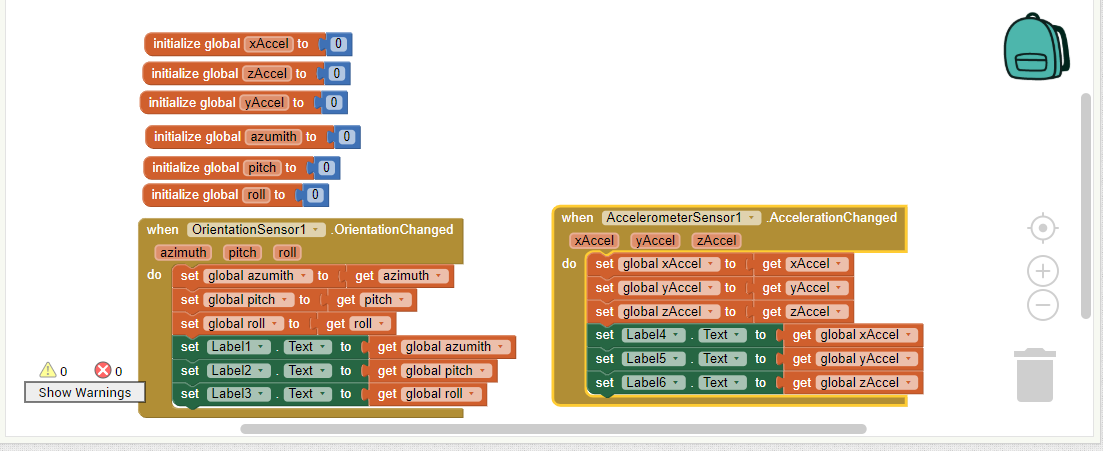 initialize global xAccel to 0
initialize global zAccel to 0
initialize global yAccel to 0
initialize global azumith to 0
initialize global pitch to 0
initialize global roll to 0
when OrientationSensor1 .OrientationChanged
azimuth pitch roll
do set global azumith to get azimuth
set global pitch to get pitch
set global roll to get roll
set Label1 . Text to get global azumith
set Label2 . Text to get global pitch
set Label3 . Text to get global roll
when AccelerometerSensor1 .AccelerationChanged
xAccel yAccel zAccel
do set global xAccel to get xAccel
set global yAccel to get yAccel
set global zAccel to get zAccel
set Label4 . Text to get global xAccel
set Label5 . Text to get global yAccel
set Label6 . Text to get global zAccel
0 0
Show Warnings